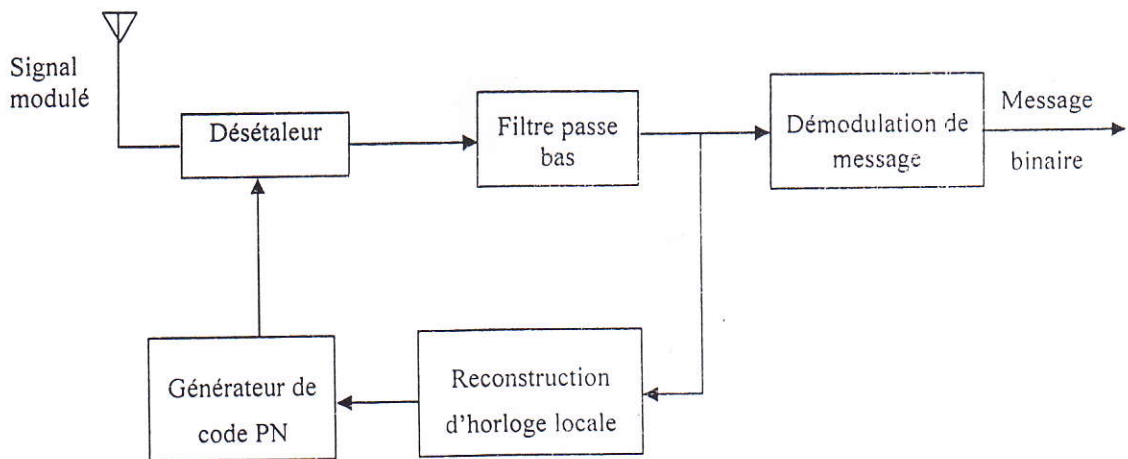 Signal
modulé
Désétaleur
Filtre passe
bas
Démodulation de
message
Message
binaire
Générateur de
code PN
Reconstruction
d'horloge locale